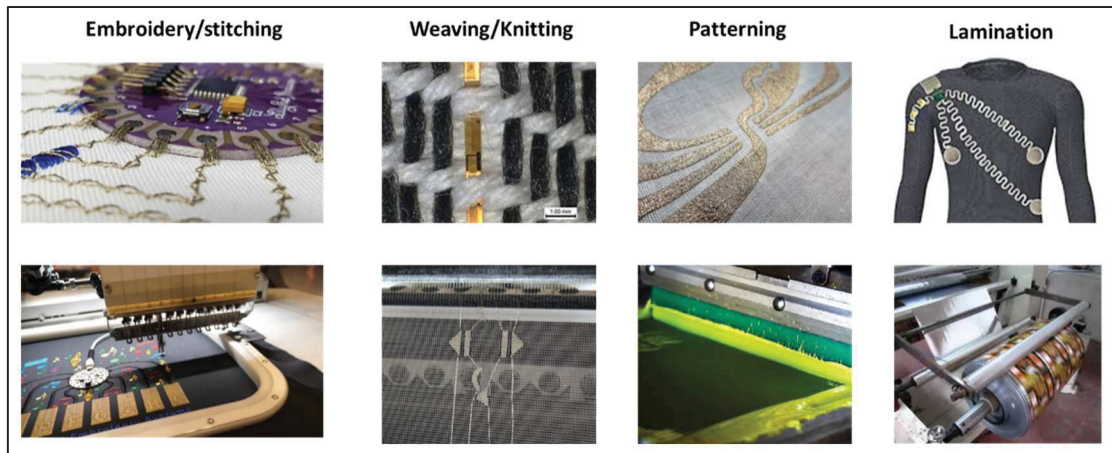 Embroidery/stitching
Weaving/Knitting
Patterning
Lamination
1.00 mm